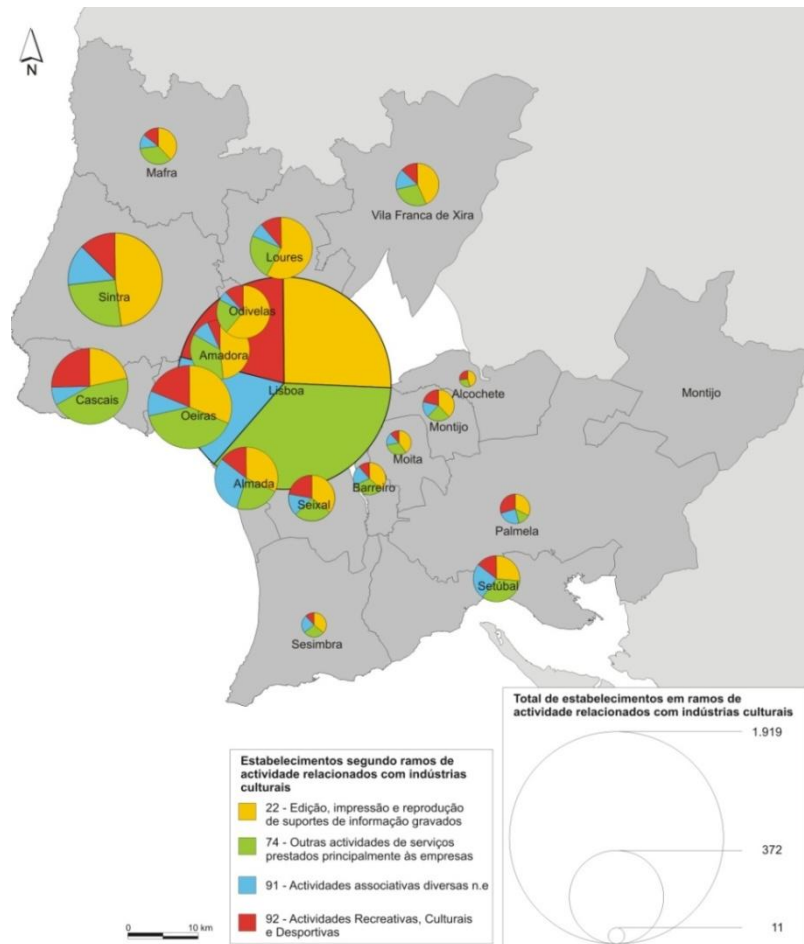 N
Mafra
Vila Franca de Xira
Loures
Sintra
Odivelas
Amadora
Lisboa
Cascais
Oeiras
Alcochete
Montijo
Montijo
Moita
Almada
Seixal
Barreiro
Palmela
Setúbal
Sesimbra
Total de estabelecimentos em ramos de
actividade relacionados com indústrias culturais
1.919
372
11
Estabelecimentos segundo ramos de
actividade relacionados com indústrias
culturais
22 - Edição, impressão e reprodução
de suportes de informação gravados
74 - Outras actividades de serviços
prestados principalmente às empresas
91 - Actividades associativas diversas n.e
92 - Actividades Recreativas, Culturais
e Desportivas
0 10 km